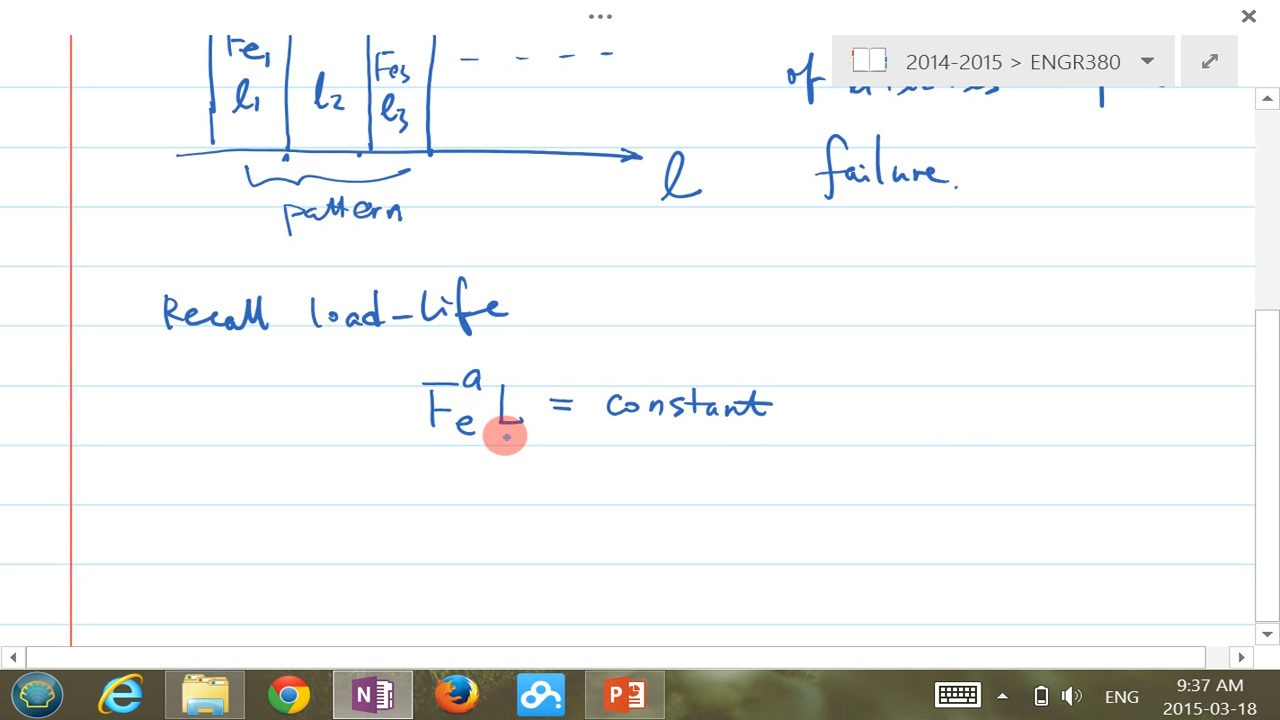 2014-2015 > ENGR380
Fe1 Fe3 - - - -
l1 l2 l3
of
l
failure.
pattern
Recall load-life
Fe^a L = constant
N
P
ENG
9:37 AM
2015-03-18